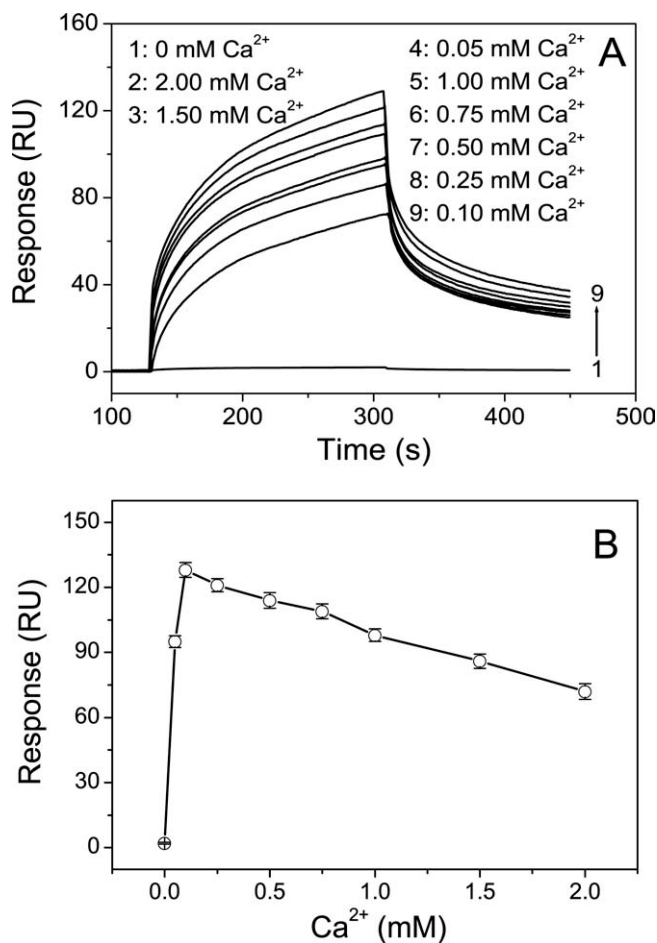 160
120
80
40
0
Response (RU)
A
1: 0 mM Ca²⁺
2: 2.00 mM Ca²⁺
3: 1.50 mM Ca²⁺
4: 0.05 mM Ca²⁺
5: 1.00 mM Ca²⁺
6: 0.75 mM Ca²⁺
7: 0.50 mM Ca²⁺
8: 0.25 mM Ca²⁺
9: 0.10 mM Ca²⁺
9
1
100 200 300 400 500
Time (s)
150
120
90
60
30
0
Response (RU)
B
0.0 0.5 1.0 1.5 2.0
Ca²⁺ (mM)